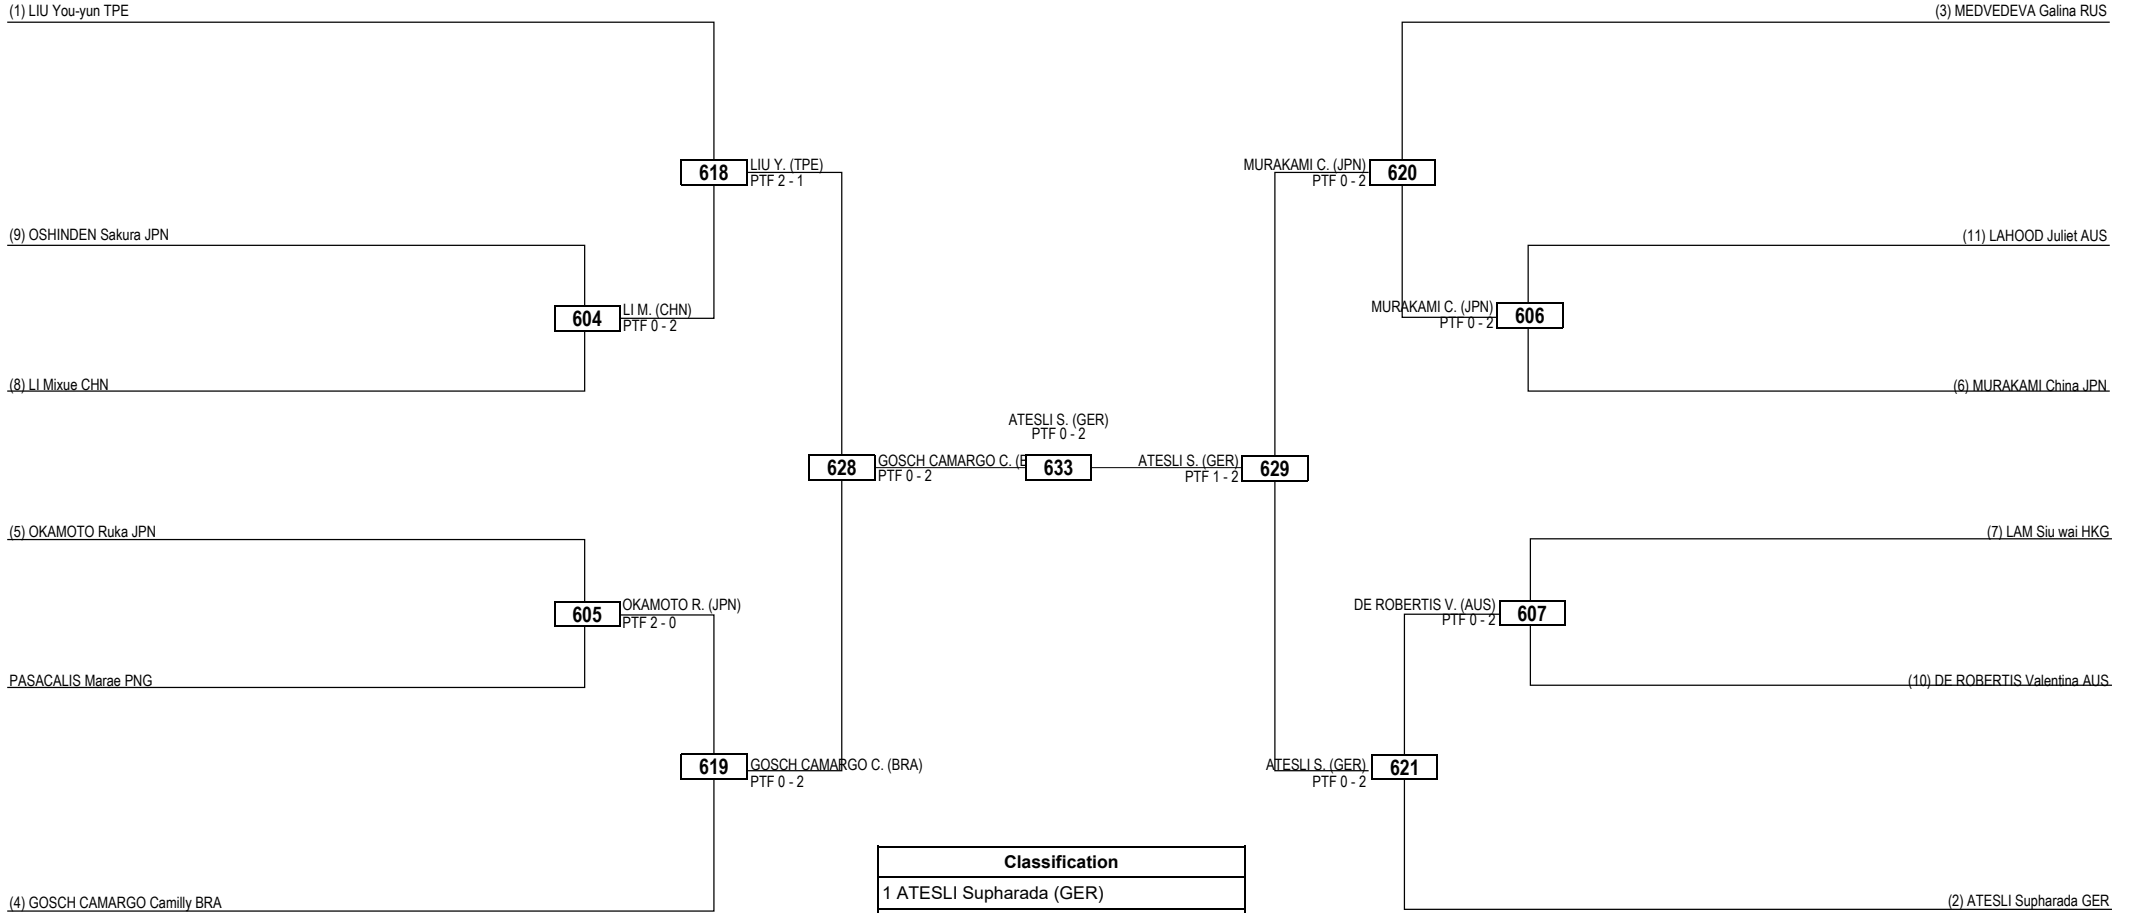 (1) LIU You-yun TPE
(3) MEDVEDEVA Galina RUS
618
LIU Y. (TPE)
PTF 2 - 1
MURAKAMI C. (JPN)
PTF 0 - 2
620
(9) OSHINDEN Sakura JPN
(11) LAHOOD Juliet AUS
604
LI M. (CHN)
PTF 0 - 2
MURAKAMI C. (JPN)
PTF 0 - 2
606
(8) LI Mixue CHN
(6) MURAKAMI China JPN
ATESLI S. (GER)
PTF 0 - 2
628
GOSCH CAMARGO C. (
PTF 0 - 2
633
ATESLI S. (GER)
PTF 1 - 2
629
(5) OKAMOTO Ruka JPN
(7) LAM Siu wai HKG
605
OKAMOTO R. (JPN)
PTF 2 - 0
DE ROBERTIS V. (AUS)
PTF 0 - 2
607
PASACALIS Marae PNG
(10) DE ROBERTIS Valentina AUS
619
GOSCH CAMARGO C. (BRA)
PTF 0 - 2
ATESLI S. (GER)
PTF 0 - 2
621
Classification
1 ATESLI Supharada (GER)
(4) GOSCH CAMARGO Camilly BRA
(2) ATESLI Supharada GER